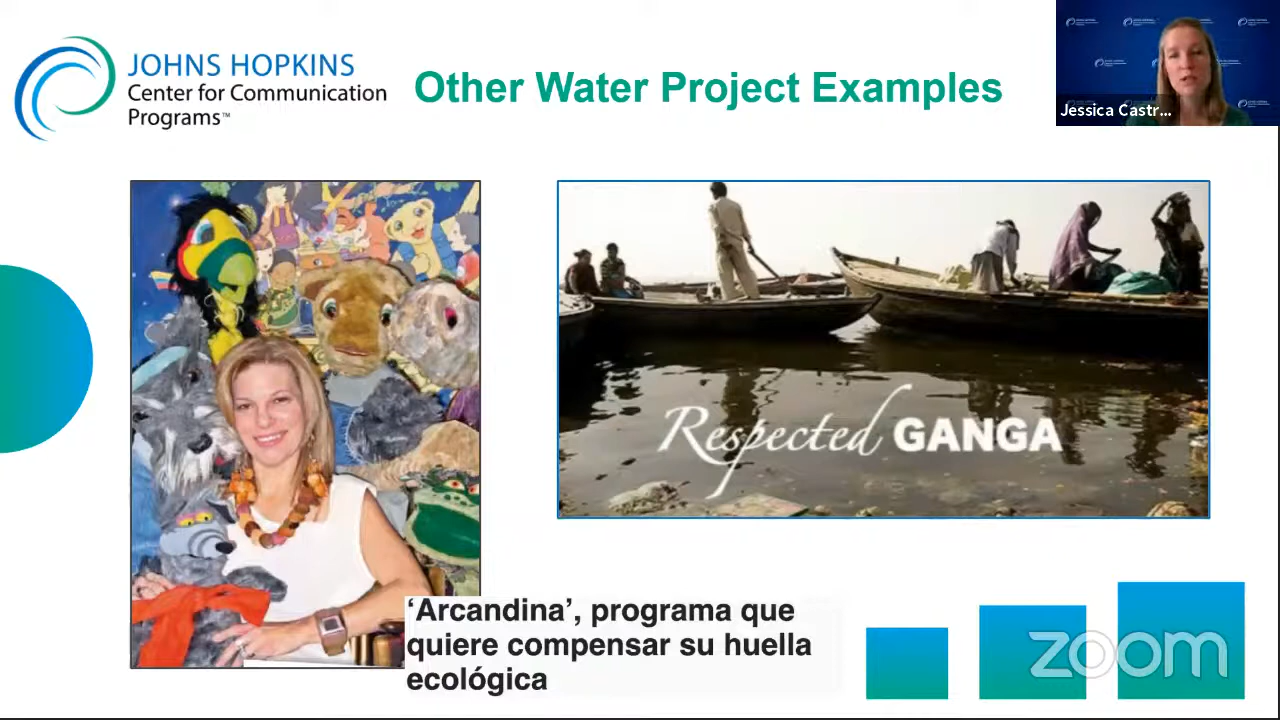 JOHNS HOPKINS
Center for Communication
Programs™
Other Water Project Examples
Jessica Castr...
Respected GANGA
‘Arcandina’, programa que
quiere compensar su huella
ecológica
zoom